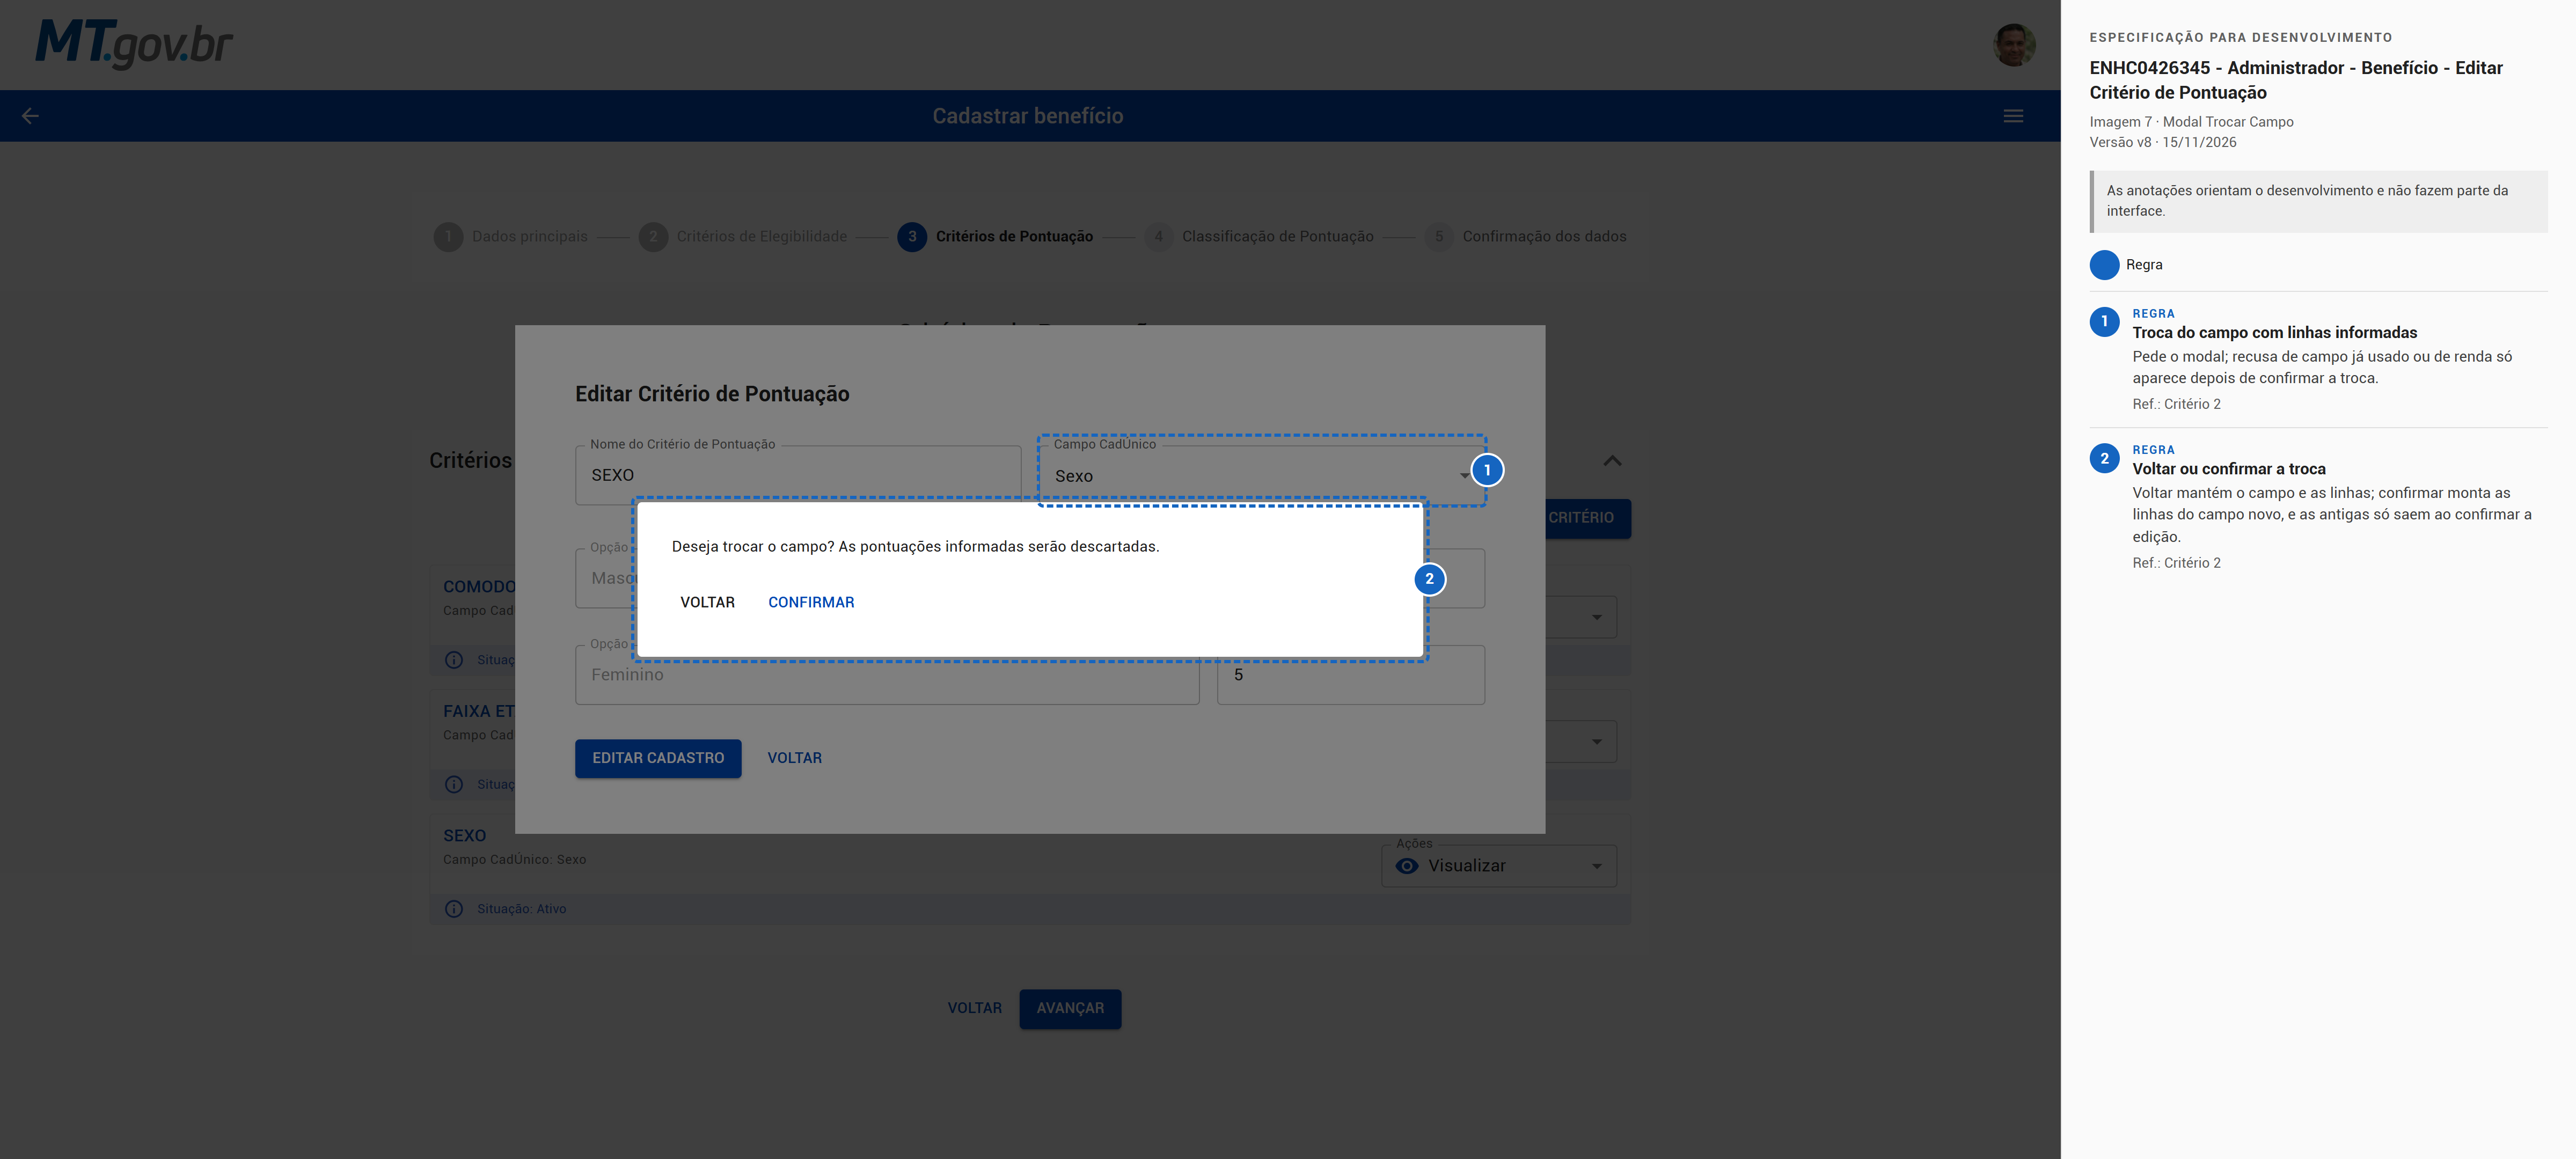 MT.gov.br
Cadastrar benefício
1 Dados principais
2 Critérios de Elegibilidade
3 Critérios de Pontuação
4 Classificação de Pontuação
5 Confirmação dos dados
Critérios
CRITÉRIO
Editar Critério de Pontuação
Nome do Critério de Pontuação
SEXO
Campo CadÚnico
Sexo
1
Opção
Deseja trocar o campo? As pontuações informadas serão descartadas.
VOLTAR
CONFIRMAR
2
Opção
Feminino
5
EDITAR CADASTRO
VOLTAR
SEXO
Campo CadÚnico: Sexo
Ações
Visualizar
Situação: Ativo
VOLTAR
AVANÇAR
ESPECIFICAÇÃO PARA DESENVOLVIMENTO
ENHC0426345 - Administrador - Benefício - Editar
Critério de Pontuação
Imagem 7 · Modal Trocar Campo
Versão v8 · 15/11/2026
As anotações orientam o desenvolvimento e não fazem parte da
interface.
Regra
1
REGRA
Troca do campo com linhas informadas
Pede o modal; recusa de campo já usado ou de renda só
aparece depois de confirmar a troca.
Ref.: Critério 2
2
REGRA
Voltar ou confirmar a troca
Voltar mantém o campo e as linhas; confirmar monta as
linhas do campo novo, e as antigas só saem ao confirmar a
edição.
Ref.: Critério 2